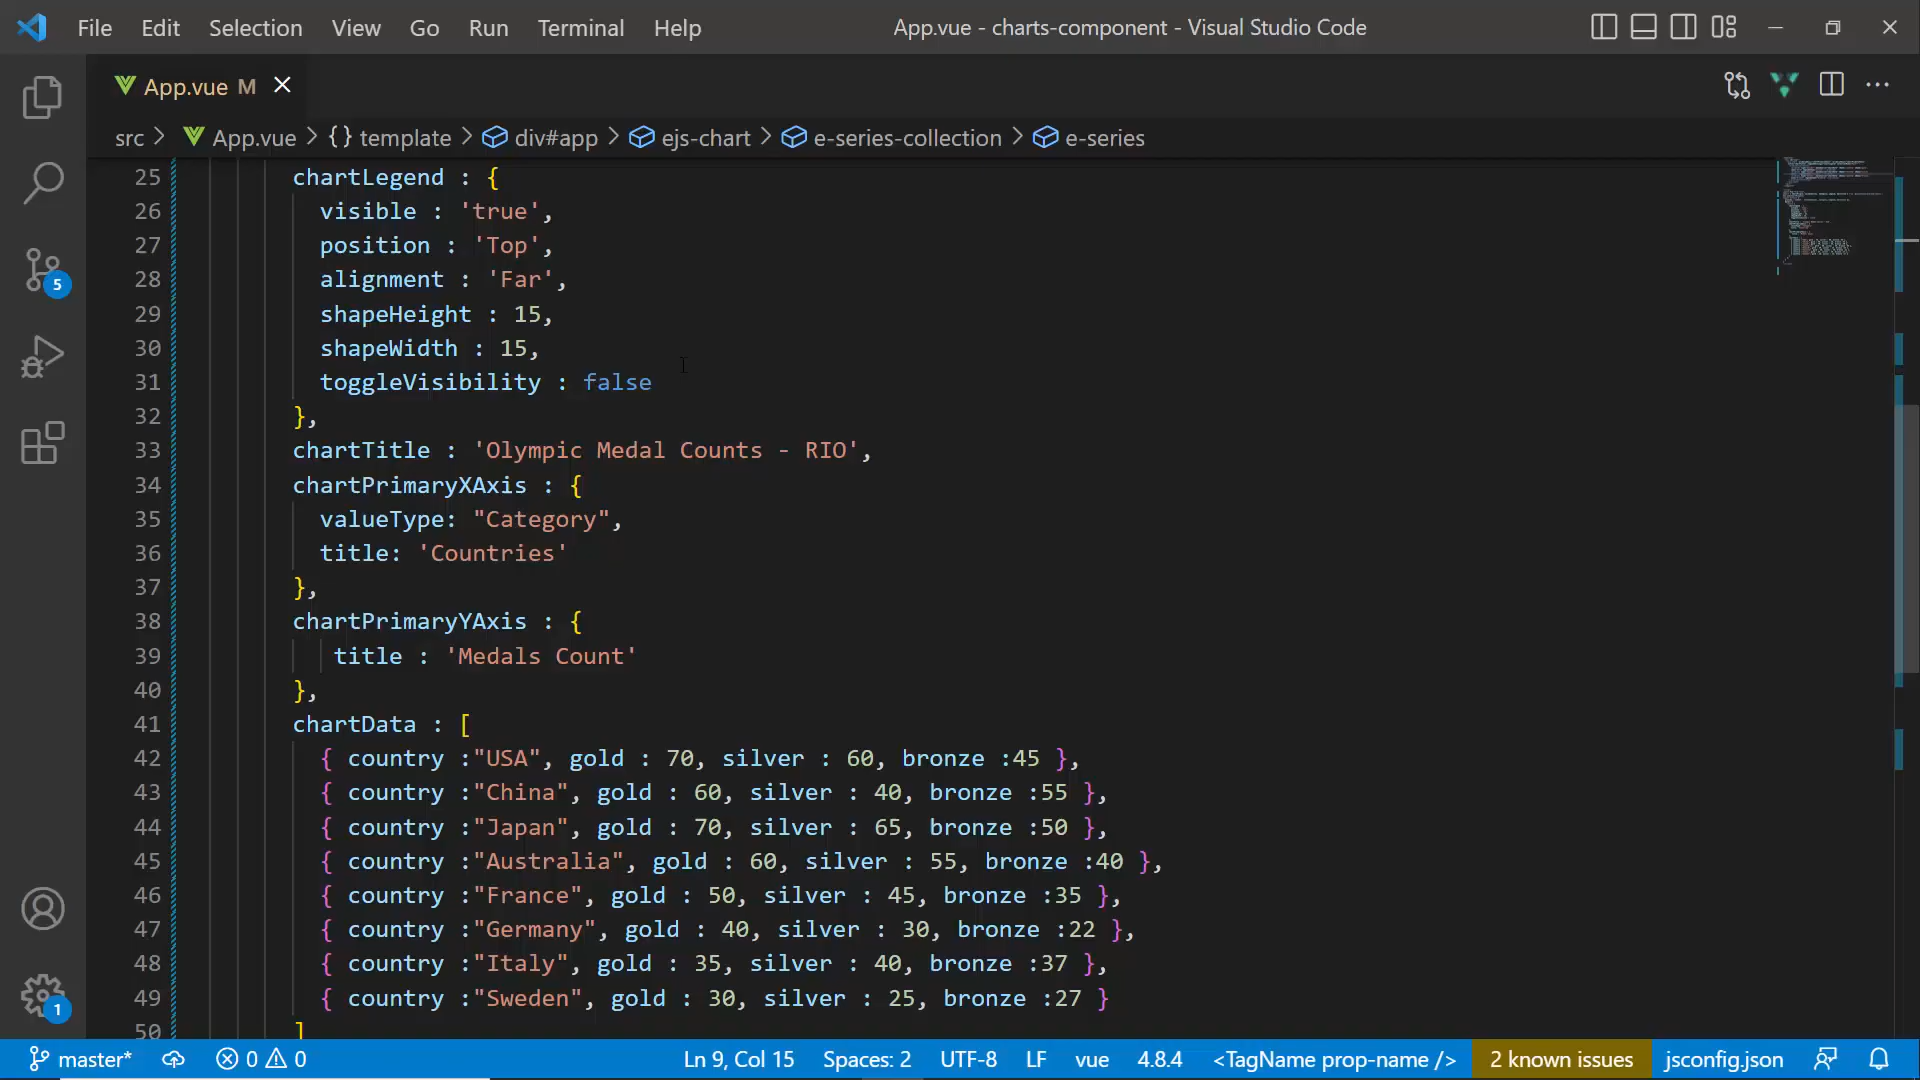 File Edit Selection View Go Run Terminal Help App.vue - charts-component - Visual Studio Code
App.vue M
src > App.vue > {} template > div#app > ejs-chart > e-series-collection > e-series
25 chartLegend : {
26 visible : 'true',
27 position : 'Top',
28 alignment : 'Far',
29 shapeHeight : 15,
30 shapeWidth : 15,
31 toggleVisibility : false
32 },
33 chartTitle : 'Olympic Medal Counts - RIO',
34 chartPrimaryXAxis : {
35 valueType: "Category",
36 title: 'Countries'
37 },
38 chartPrimaryYAxis : {
39 title : 'Medals Count'
40 },
41 chartData : [
42 { country :"USA", gold : 70, silver : 60, bronze :45 },
43 { country :"China", gold : 60, silver : 40, bronze :55 },
44 { country :"Japan", gold : 70, silver : 65, bronze :50 },
45 { country :"Australia", gold : 60, silver : 55, bronze :40 },
46 { country :"France", gold : 50, silver : 45, bronze :35 },
47 { country :"Germany", gold : 40, silver : 30, bronze :22 },
48 { country :"Italy", gold : 35, silver : 40, bronze :37 },
49 { country :"Sweden", gold : 30, silver : 25, bronze :27 }
50 ]
5
1
master* 0 0 Ln 9, Col 15 Spaces: 2 UTF-8 LF vue 4.8.4 <TagName prop-name /> 2 known issues jsconfig.json